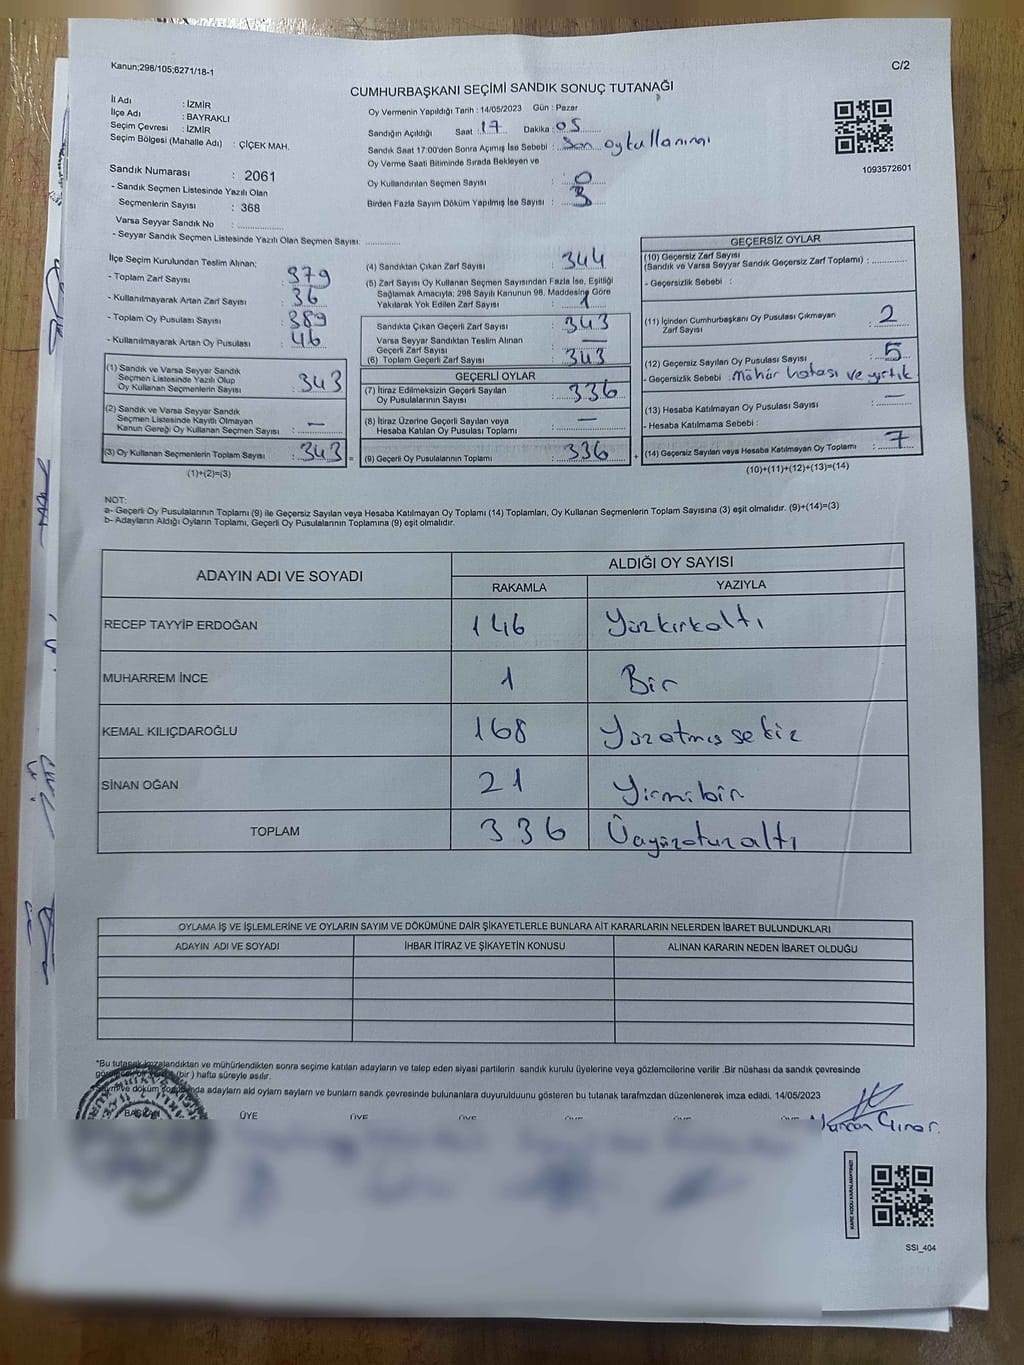 Kanun;298/105;6271/18-1
C/2
CUMHURBAŞKANI SEÇİMİ SANDIK SONUÇ TUTANAĞI
İl Adı : İZMİR
İlçe Adı : BAYRAKLI
Seçim Çevresi : İZMİR
Seçim Bölgesi (Mahalle Adı) : ÇİÇEK MAH.
Sandık Numarası : 2061
- Sandık Seçmen Listesinde Yazılı Olan
Seçmenlerin Sayısı : 368
Varsa Seyyar Sandık No : ..............
- Seyyar Sandık Seçmen Listesinde Yazılı Olan Seçmen Sayısı: ..............
Oy Vermenin Yapıldığı Tarih : 14/05/2023 Gün : Pazar
Sandığın Açıldığı Saat : 17 Dakika : 05
Sandık Saat 17:00'den Sonra Açımış İse Sebebi : Son oy kullanımı
Oy Verme Saati Bitiminde Sırada Bekleyen ve
Oy Kullandırılan Seçmen Sayısı : 0
Birden Fazla Sayım Döküm Yapılmış İse Sayısı : 3
1093572601
İlçe Seçim Kurulundan Teslim Alınan;
- Toplam Zarf Sayısı : 379
- Kullanılmayarak Artan Zarf Sayısı : 36
- Toplam Oy Pusulası Sayısı : 389
- Kullanılmayarak Artan Oy Pusulası : 46
(1) Sandık ve Varsa Seyyar Sandık
Seçmen Listesinde Yazılı Olup
Oy Kullanan Seçmenlerin Sayısı : 343
(2) Sandık ve Varsa Seyyar Sandık
Seçmen Listesinde Kayıtlı Olmayan
Kanun Gereği Oy Kullanan Seçmen Sayısı : —
(3) Oy Kullanan Seçmenlerin Toplam Sayısı : 343 =
(1)+(2)=(3)
(4) Sandıktan Çıkan Zarf Sayısı : 344
(5) Zarf Sayısı Oy Kullanan Seçmen Sayısından Fazla İse, Eşitliği
Sağlamak Amacıyla; 298 Sayılı Kanunun 98. Maddesine Göre
Yakılarak Yok Edilen Zarf Sayısı : 1
Sandıkta Çıkan Geçerli Zarf Sayısı : 343
Varsa Seyyar Sandıktan Teslim Alınan
Geçerli Zarf Sayısı : —
(6) Toplam Geçerli Zarf Sayısı : 343
GEÇERLİ OYLAR
(7) İtiraz Edilmeksizin Geçerli Sayılan
Oy Pusulalarının Sayısı : 336
(8) İtiraz Üzerine Geçerli Sayılan veya
Hesaba Katılan Oy Pusulası Toplamı : —
(9) Geçerli Oy Pusulalarının Toplamı : 336 +
GEÇERSİZ OYLAR
(10) Geçersiz Zarf Sayısı
(Sandık ve Varsa Seyyar Sandık Geçersiz Zarf Toplamı) : ............
- Geçersizlik Sebebi :
(11) İçinden Cumhurbaşkanı Oy Pusulası Çıkmayan
Zarf Sayısı : 2
(12) Geçersiz Sayılan Oy Pusulası Sayısı : 5
- Geçersizlik Sebebi : Mühür hatası ve yırtık
(13) Hesaba Katılmayan Oy Pusulası Sayısı : —
- Hesaba Katılmama Sebebi :
(14) Geçersiz Sayılan veya Hesaba Katılmayan Oy Toplamı : 7
(10)+(11)+(12)+(13)=(14)
NOT:
a- Geçerli Oy Pusulalarının Toplamı (9) ile Geçersiz Sayılan veya Hesaba Katılmayan Oy Toplamı (14) Toplamları, Oy Kullanan Seçmenlerin Toplam Sayısına (3) eşit olmalıdır. (9)+(14)=(3)
b- Adayların Aldığı Oyların Toplamı, Geçerli Oy Pusulalarının Toplamına (9) eşit olmalıdır.
ADAYIN ADI VE SOYADI
ALDIĞI OY SAYISI
RAKAMLA YAZIYLA
RECEP TAYYİP ERDOĞAN 146 Yüzkırkaltı
MUHARREM İNCE 1 Bir
KEMAL KILIÇDAROĞLU 168 Yüzatmış sekiz
SİNAN OĞAN 21 Yirmibir
TOPLAM 336 Üçyüzotuzaltı
OYLAMA İŞ VE İŞLEMLERİNE VE OYLARIN SAYIM VE DÖKÜMÜNE DAİR ŞİKAYETLERLE BUNLARA AİT KARARLARIN NELERDEN İBARET BULUNDUKLARI
ADAYIN ADI VE SOYADI İHBAR İTİRAZ VE ŞİKAYETİN KONUSU ALINAN KARARIN NEDEN İBARET OLDUĞU
*Bu tutanak imzalandıktan ve mühürlendikten sonra seçime katılan adayların ve talep eden siyasi partilerin sandık kurulu üyelerine veya gözlemcilerine verilir .Bir nüshası da sandık çevresinde
(bir ) hafta süreyle asılır.
ve döküm adayların ald oyların sayların ve bunların sandk çevresinde bulunanlara duyurulduunu gösteren bu tutanak tarafmzdan düzenlenerek imza edildi. 14/05/2023
BAŞKAN ÜYE ÜYE ÜYE ÜYE ÜYE
Çınar.
KARE KODU KARALAMAYINIZ!
SSI_404